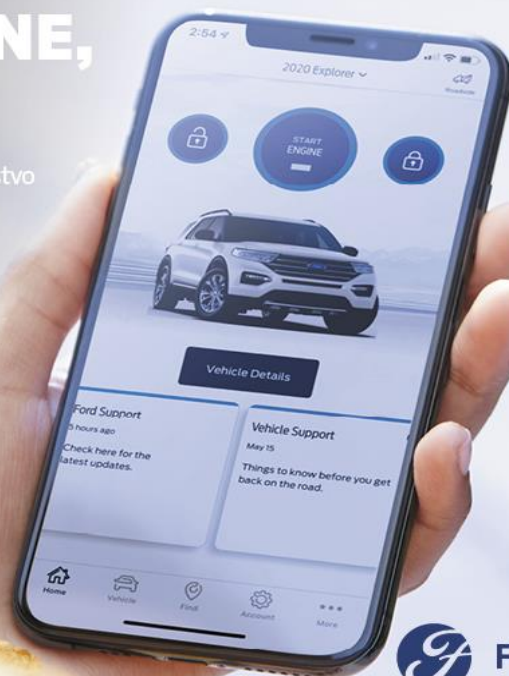 NE,
tvo
2:54
2020 Explorer
Roadside
START
ENGINE
Vehicle Details
Ford Support
5 hours ago
Check here for the
latest updates.
Vehicle Support
May 15
Things to know before you get
back on the road.
Home
Vehicle
Find
Account
More
F